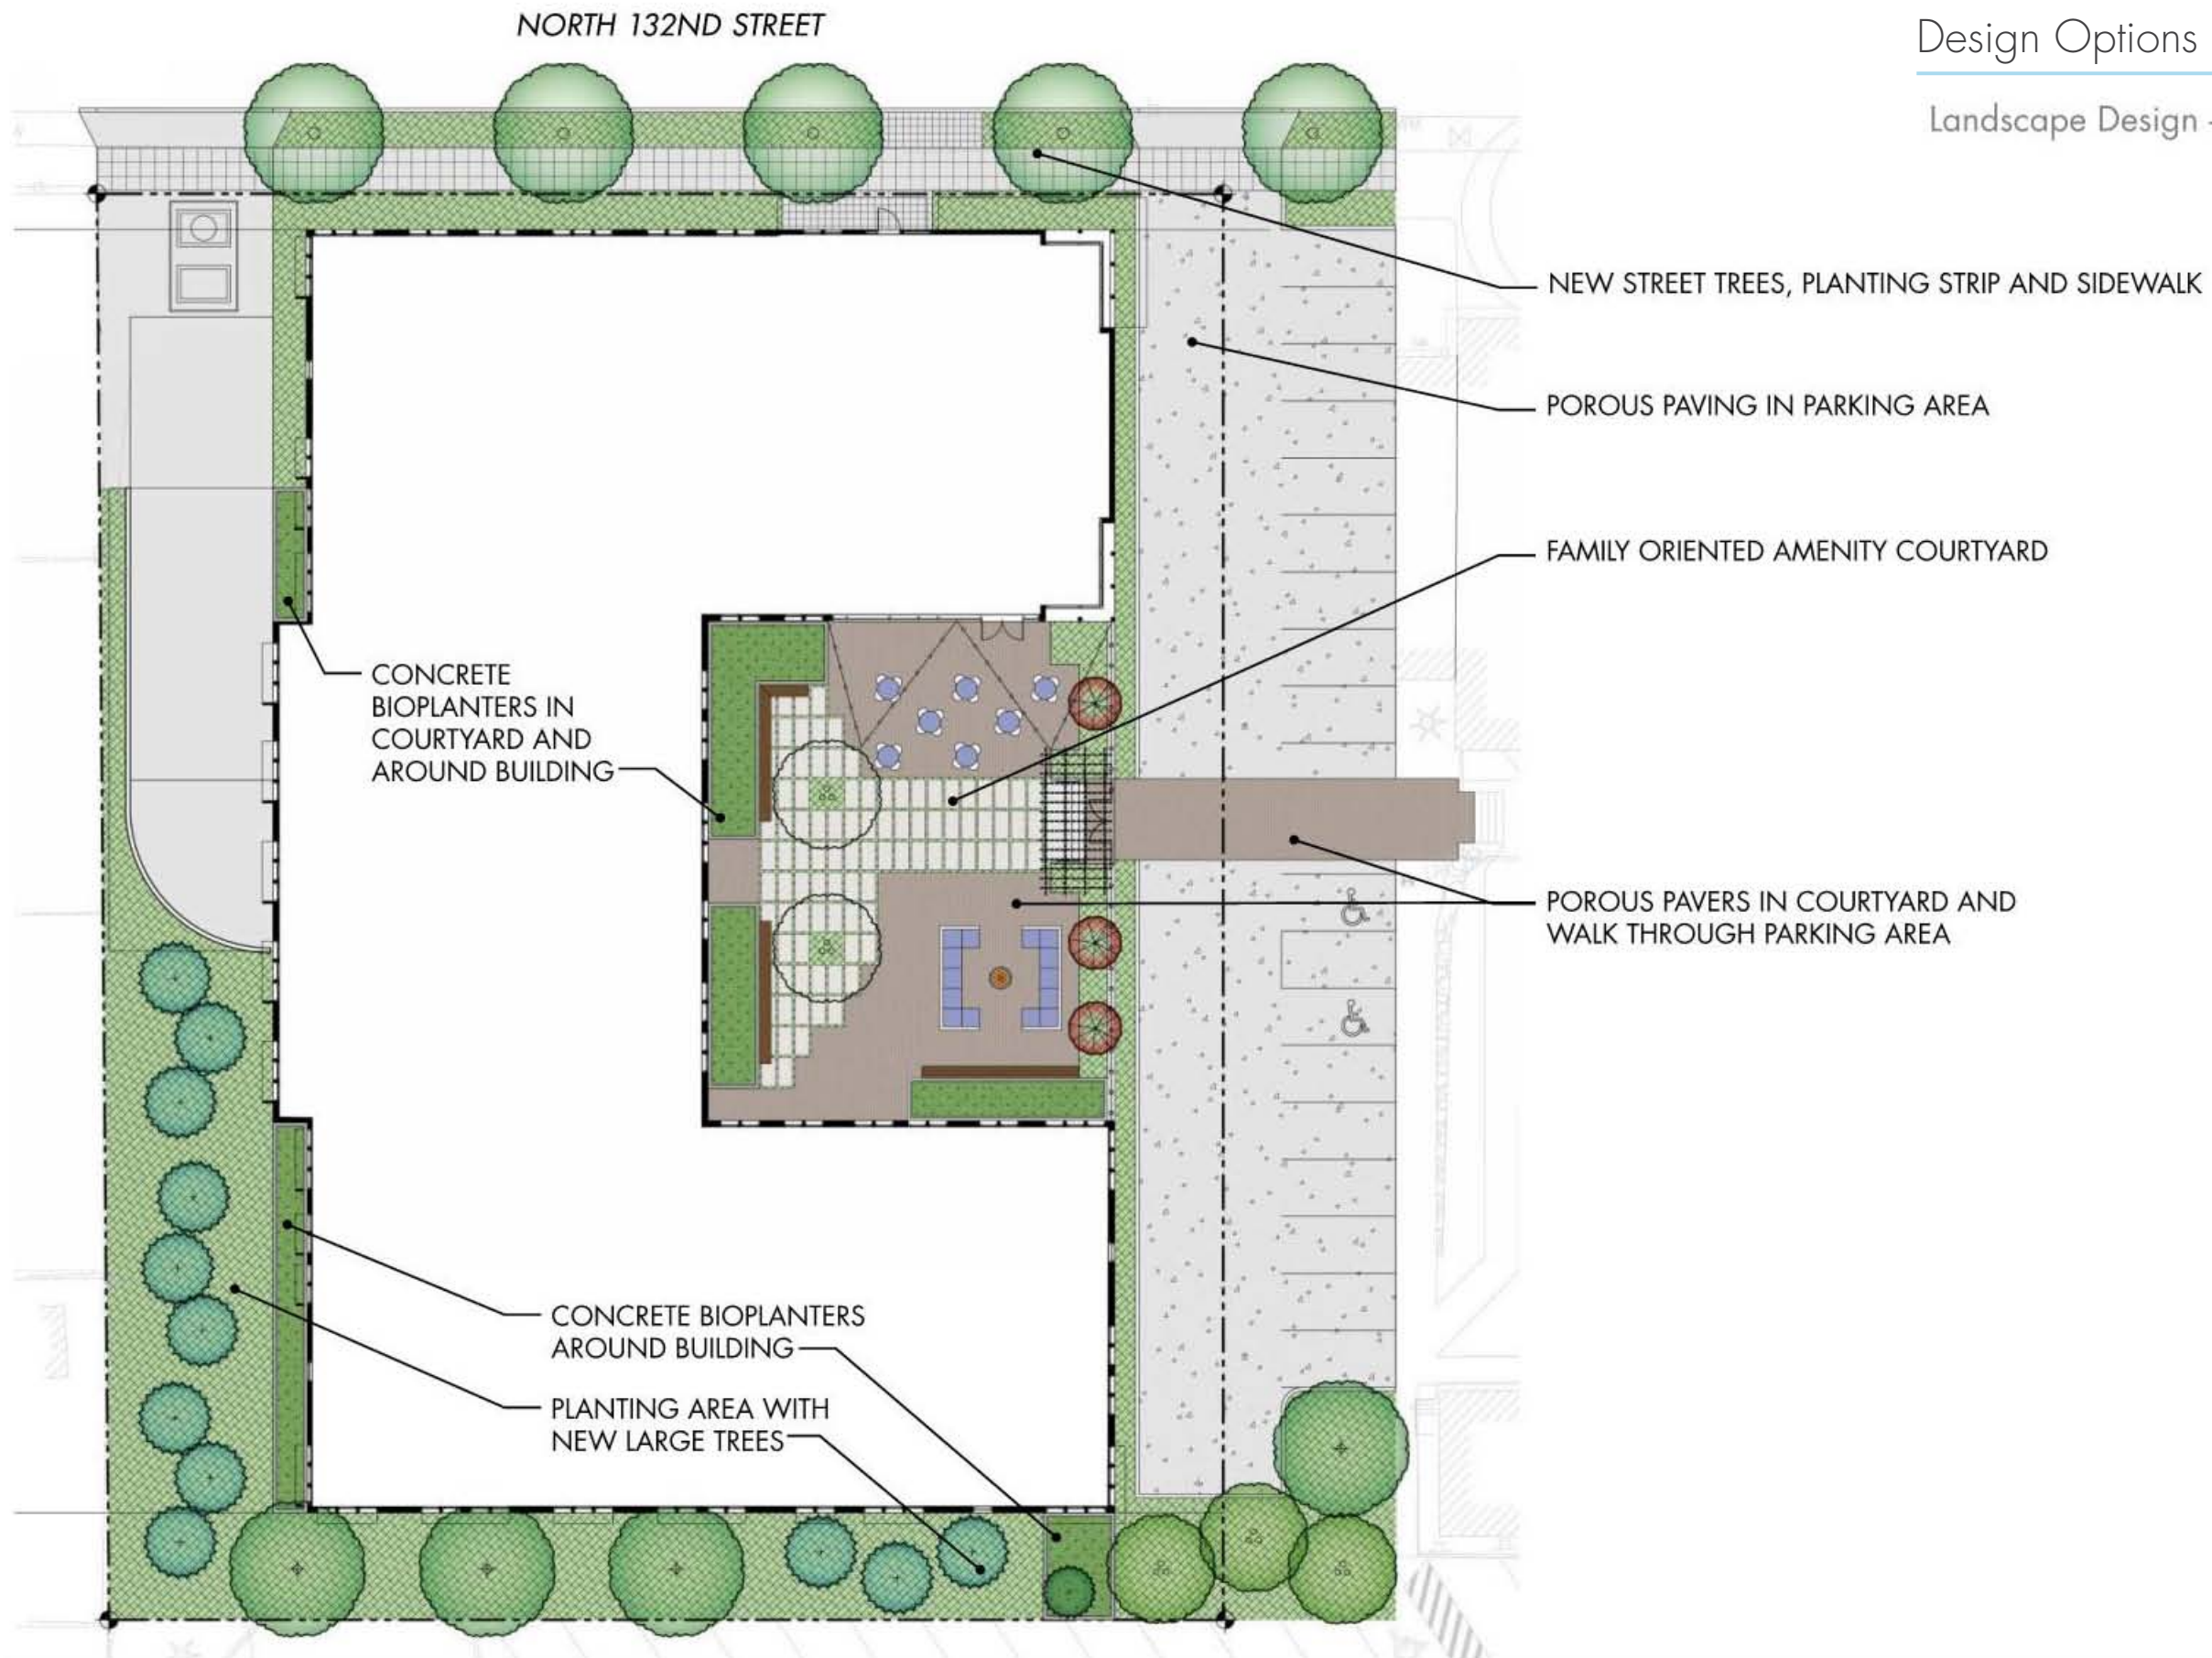 NORTH 132ND STREET
Design Options
Landscape Design -
NEW STREET TREES, PLANTING STRIP AND SIDEWALK
POROUS PAVING IN PARKING AREA
FAMILY ORIENTED AMENITY COURTYARD
CONCRETE
BIOPLANTERS IN
COURTYARD AND
AROUND BUILDING
POROUS PAVERS IN COURTYARD AND
WALK THROUGH PARKING AREA
CONCRETE BIOPLANTERS
AROUND BUILDING
PLANTING AREA WITH
NEW LARGE TREES